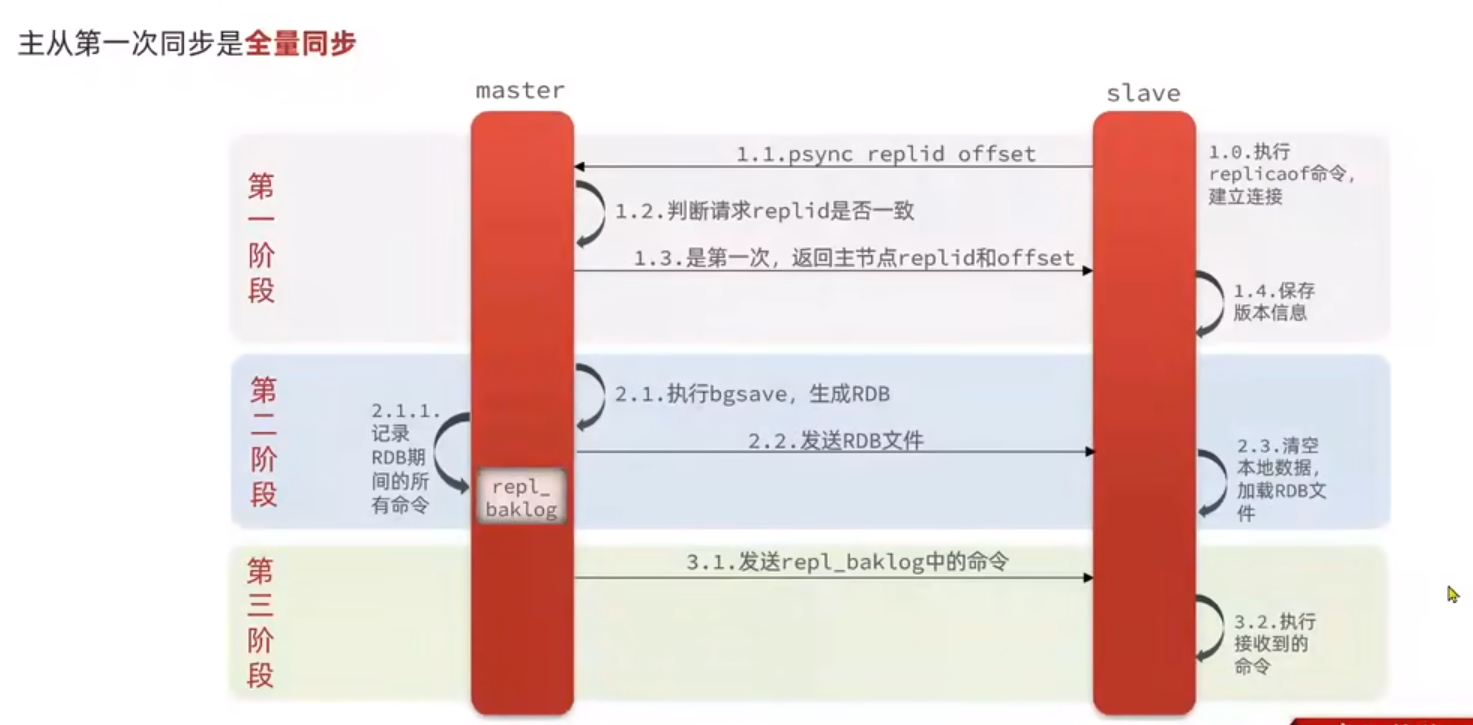 主从第一次同步是全量同步
master
slave
第一阶段
1.0.执行
replicaof命令，
建立连接
1.1.psync replid offset
1.2.判断请求replid是否一致
1.3.是第一次，返回主节点replid和offset
1.4.保存
版本信息
第二阶段
2.1.执行bgsave，生成RDB
2.1.1.
记录
RDB期
间的所
有命令
repl_
baklog
2.2.发送RDB文件
2.3.清空
本地数据，
加载RDB文
件
第三阶段
3.1.发送repl_baklog中的命令
3.2.执行
接收到的
命令